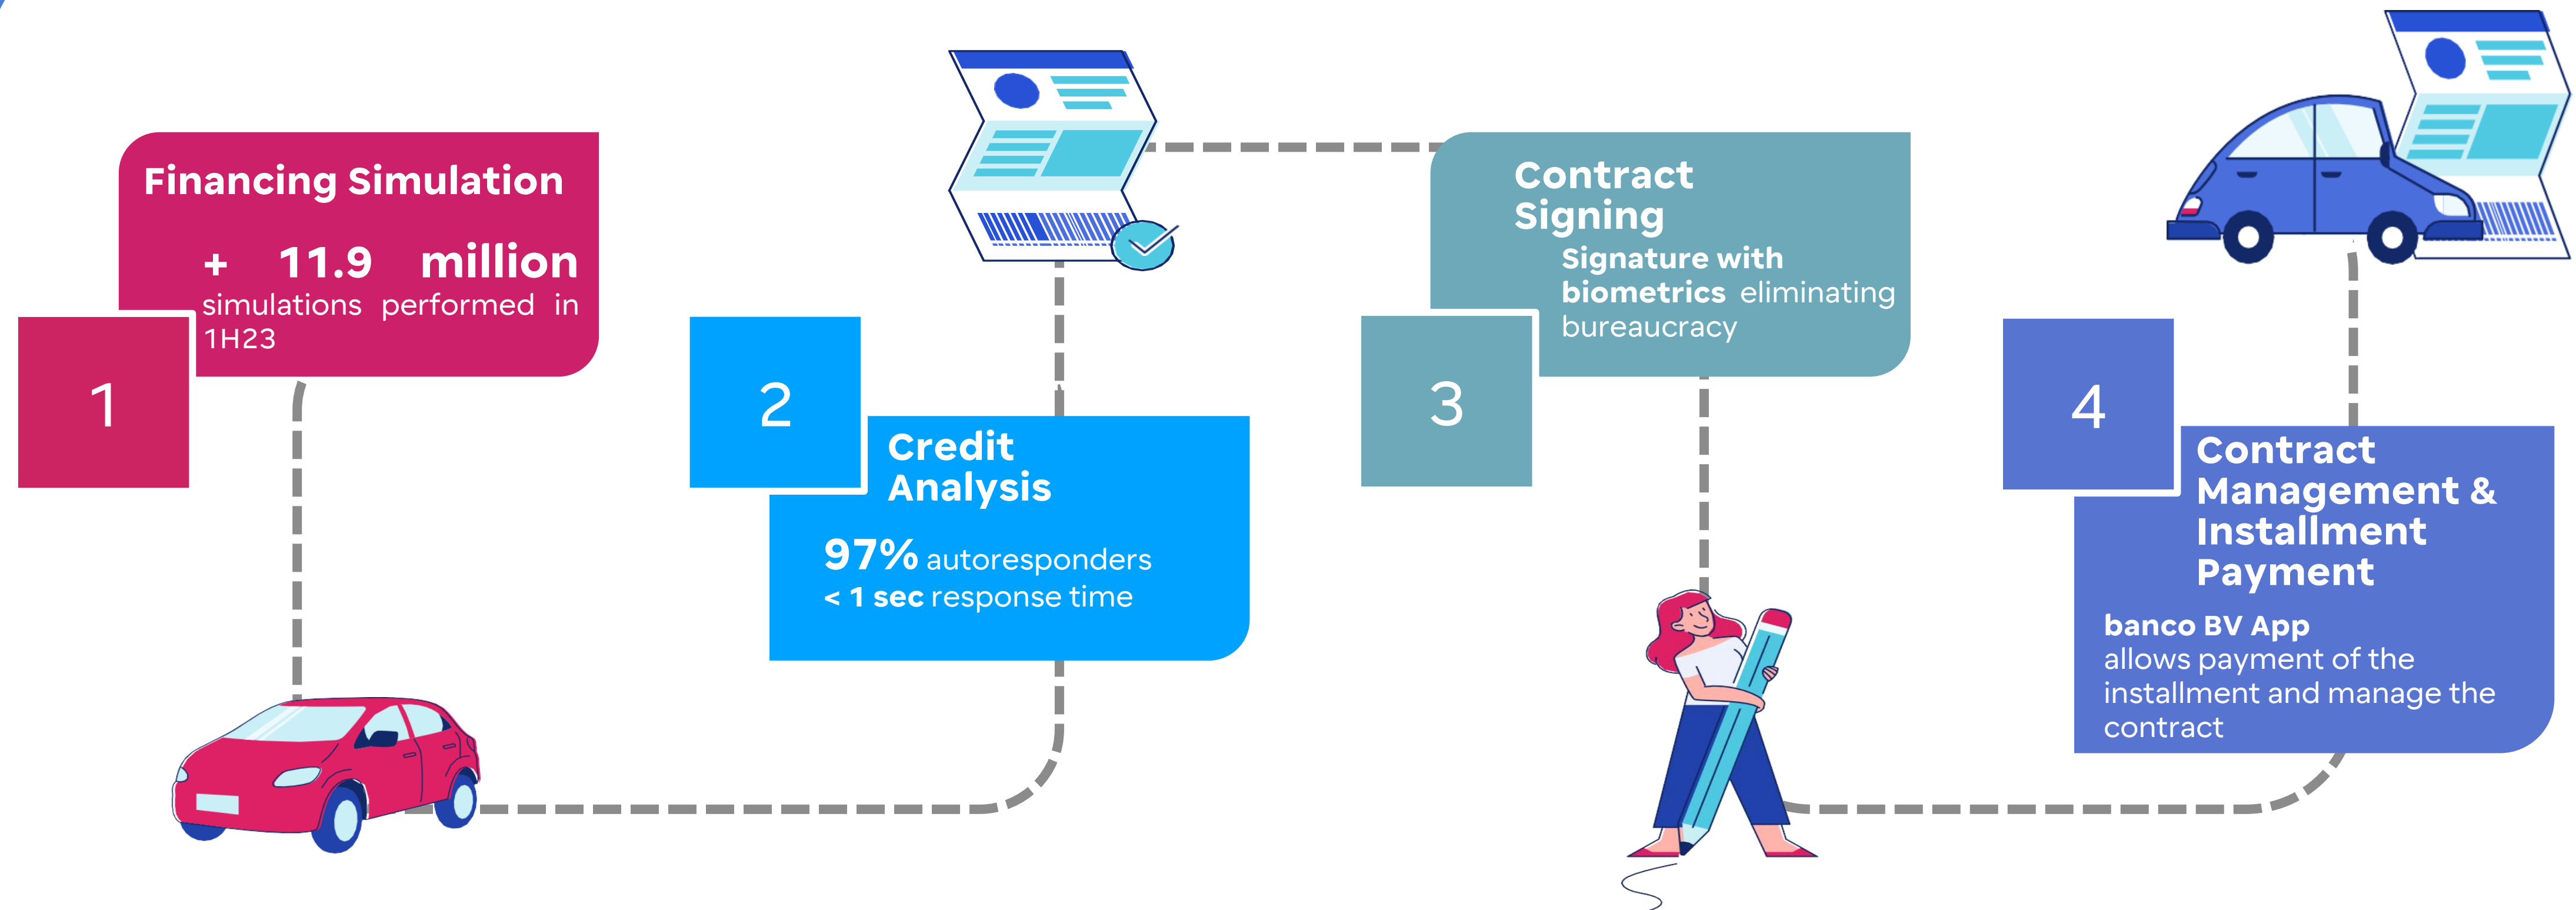 1
Financing Simulation
+ 11.9 million
simulations performed in
1H23
2
Credit
Analysis
97% autoresponders
< 1 sec response time
3
Contract
Signing
Signature with
biometrics eliminating
bureaucracy
4
Contract
Management &
Installment
Payment
banco BV App
allows payment of the
installment and manage the
contract